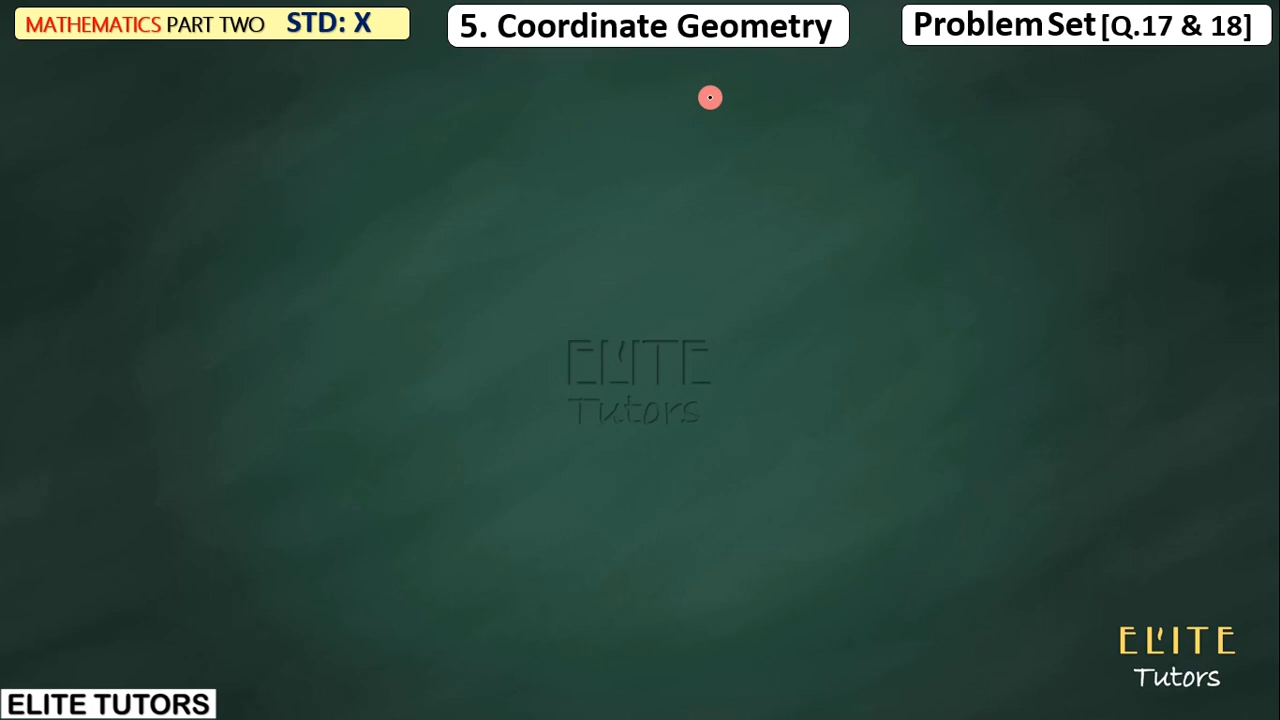 MATHEMATICS PART TWO STD: X
5. Coordinate Geometry
Problem Set [Q.17 & 18]
ELITE
Tutors
ELITE
Tutors
ELITE TUTORS